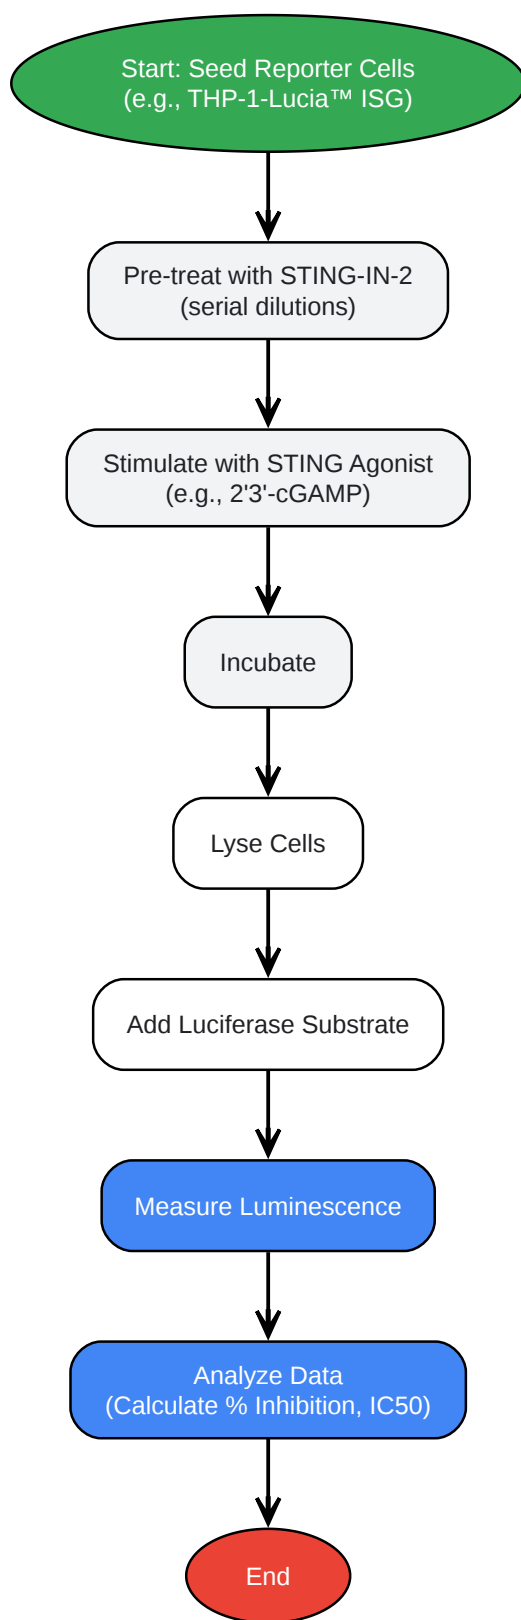 Start: Seed Reporter Cells
(e.g., THP-1-Lucia™ ISG)
Pre-treat with STING-IN-2
(serial dilutions)
Stimulate with STING Agonist
(e.g., 2'3'-cGAMP)
Incubate
Lyse Cells
Add Luciferase Substrate
Measure Luminescence
Analyze Data
(Calculate % Inhibition, IC50)
End